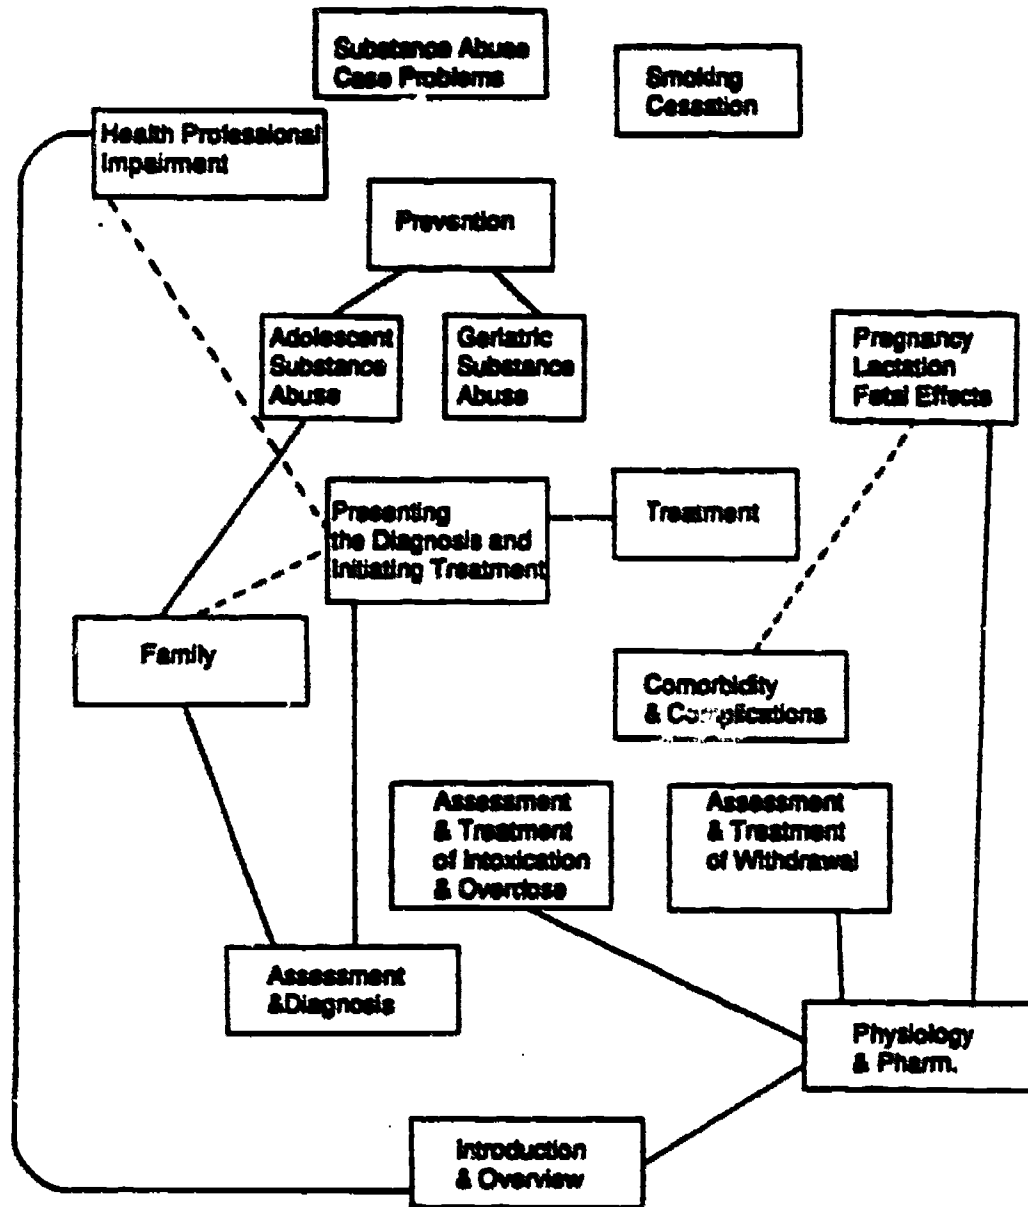 Substance Abuse
Case Problems
Smoking
Cessation
Health Professional
Impairment
Prevention
Adolescent
Substance
Abuse
Geriatric
Substance
Abuse
Pregnancy
Lactation
Fetal Effects
Presenting
the Diagnosis and
Initiating Treatment
Treatment
Family
Comorbidity
& Complications
Assessment
& Treatment
of Intoxication
& Overdose
Assessment
& Treatment
of Withdrawal
Assessment
&Diagnosis
Physiology
& Pharm.
Introduction
& Overview